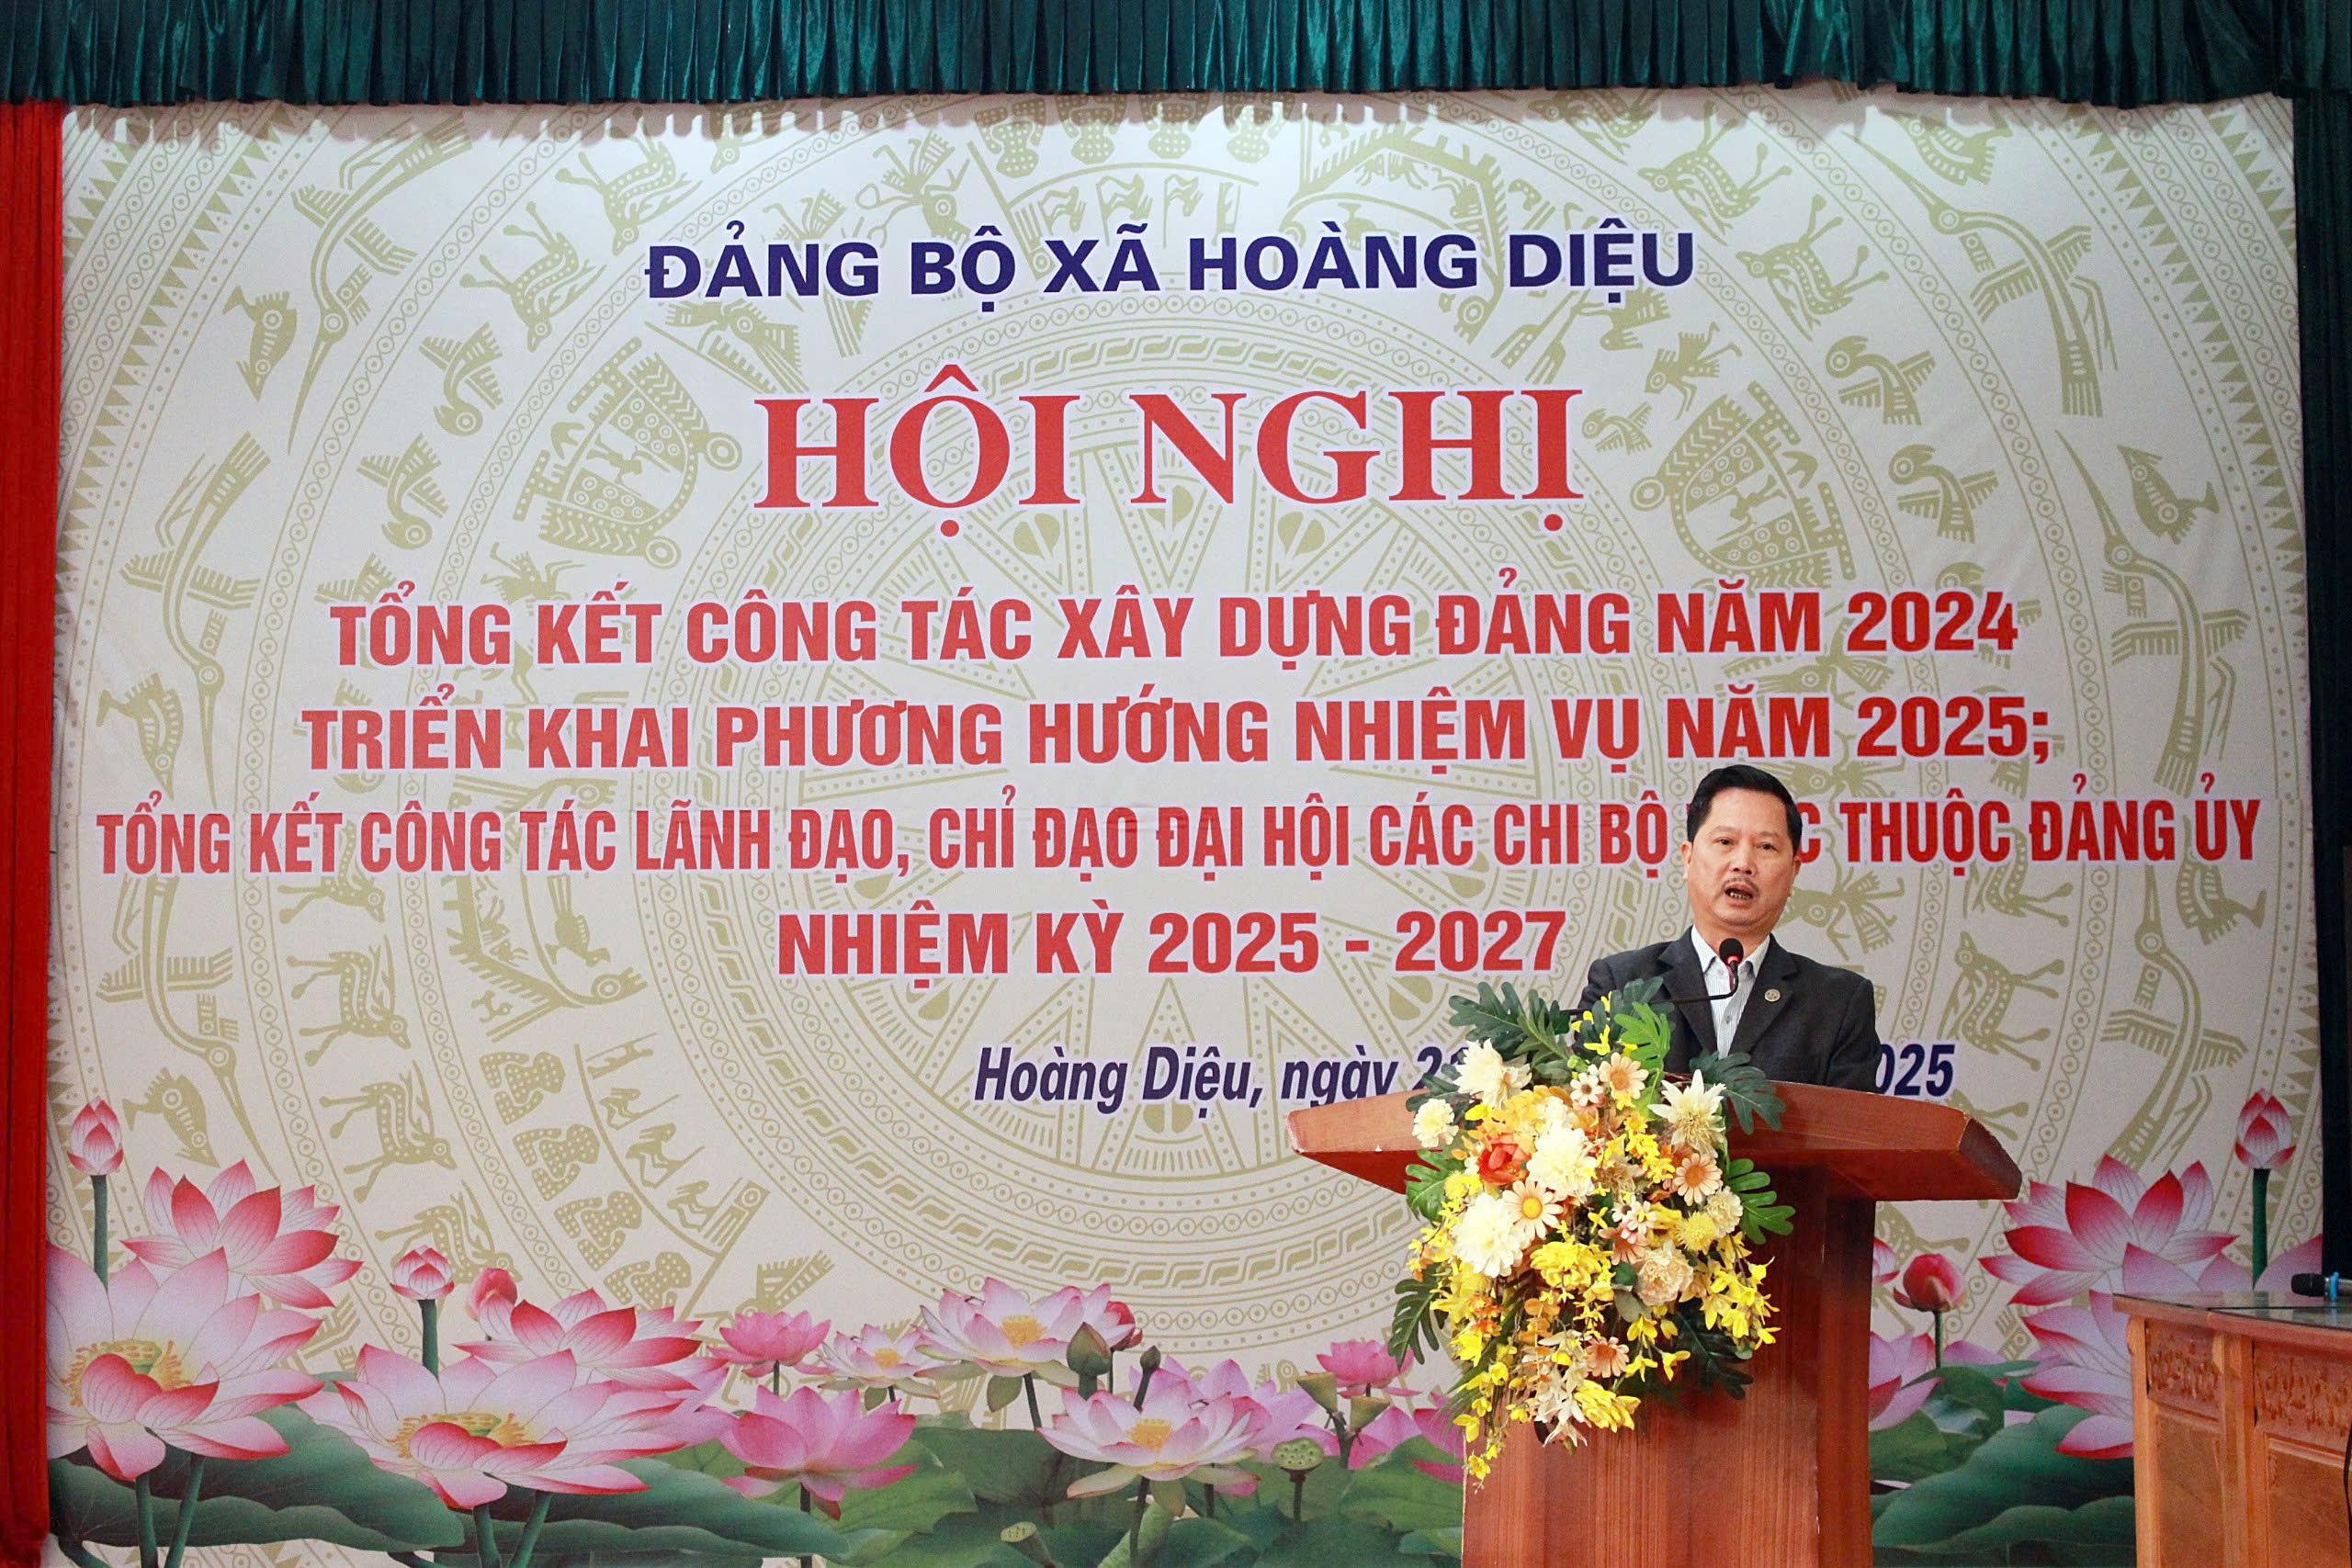 ĐẢNG BỘ XÃ HOÀNG DIỆU
HỘI NGHỊ
TỔNG KẾT CÔNG TÁC XÂY DỰNG ĐẢNG NĂM 2024
TRIỂN KHAI PHƯƠNG HƯỚNG NHIỆM VỤ NĂM 2025;
TỔNG KẾT CÔNG TÁC LÃNH ĐẠO, CHỈ ĐẠO ĐẠI HỘI CÁC CHI BỘ THUỘC ĐẢNG ỦY
NHIỆM KỲ 2025 - 2027
Hoàng Diệu, ngày